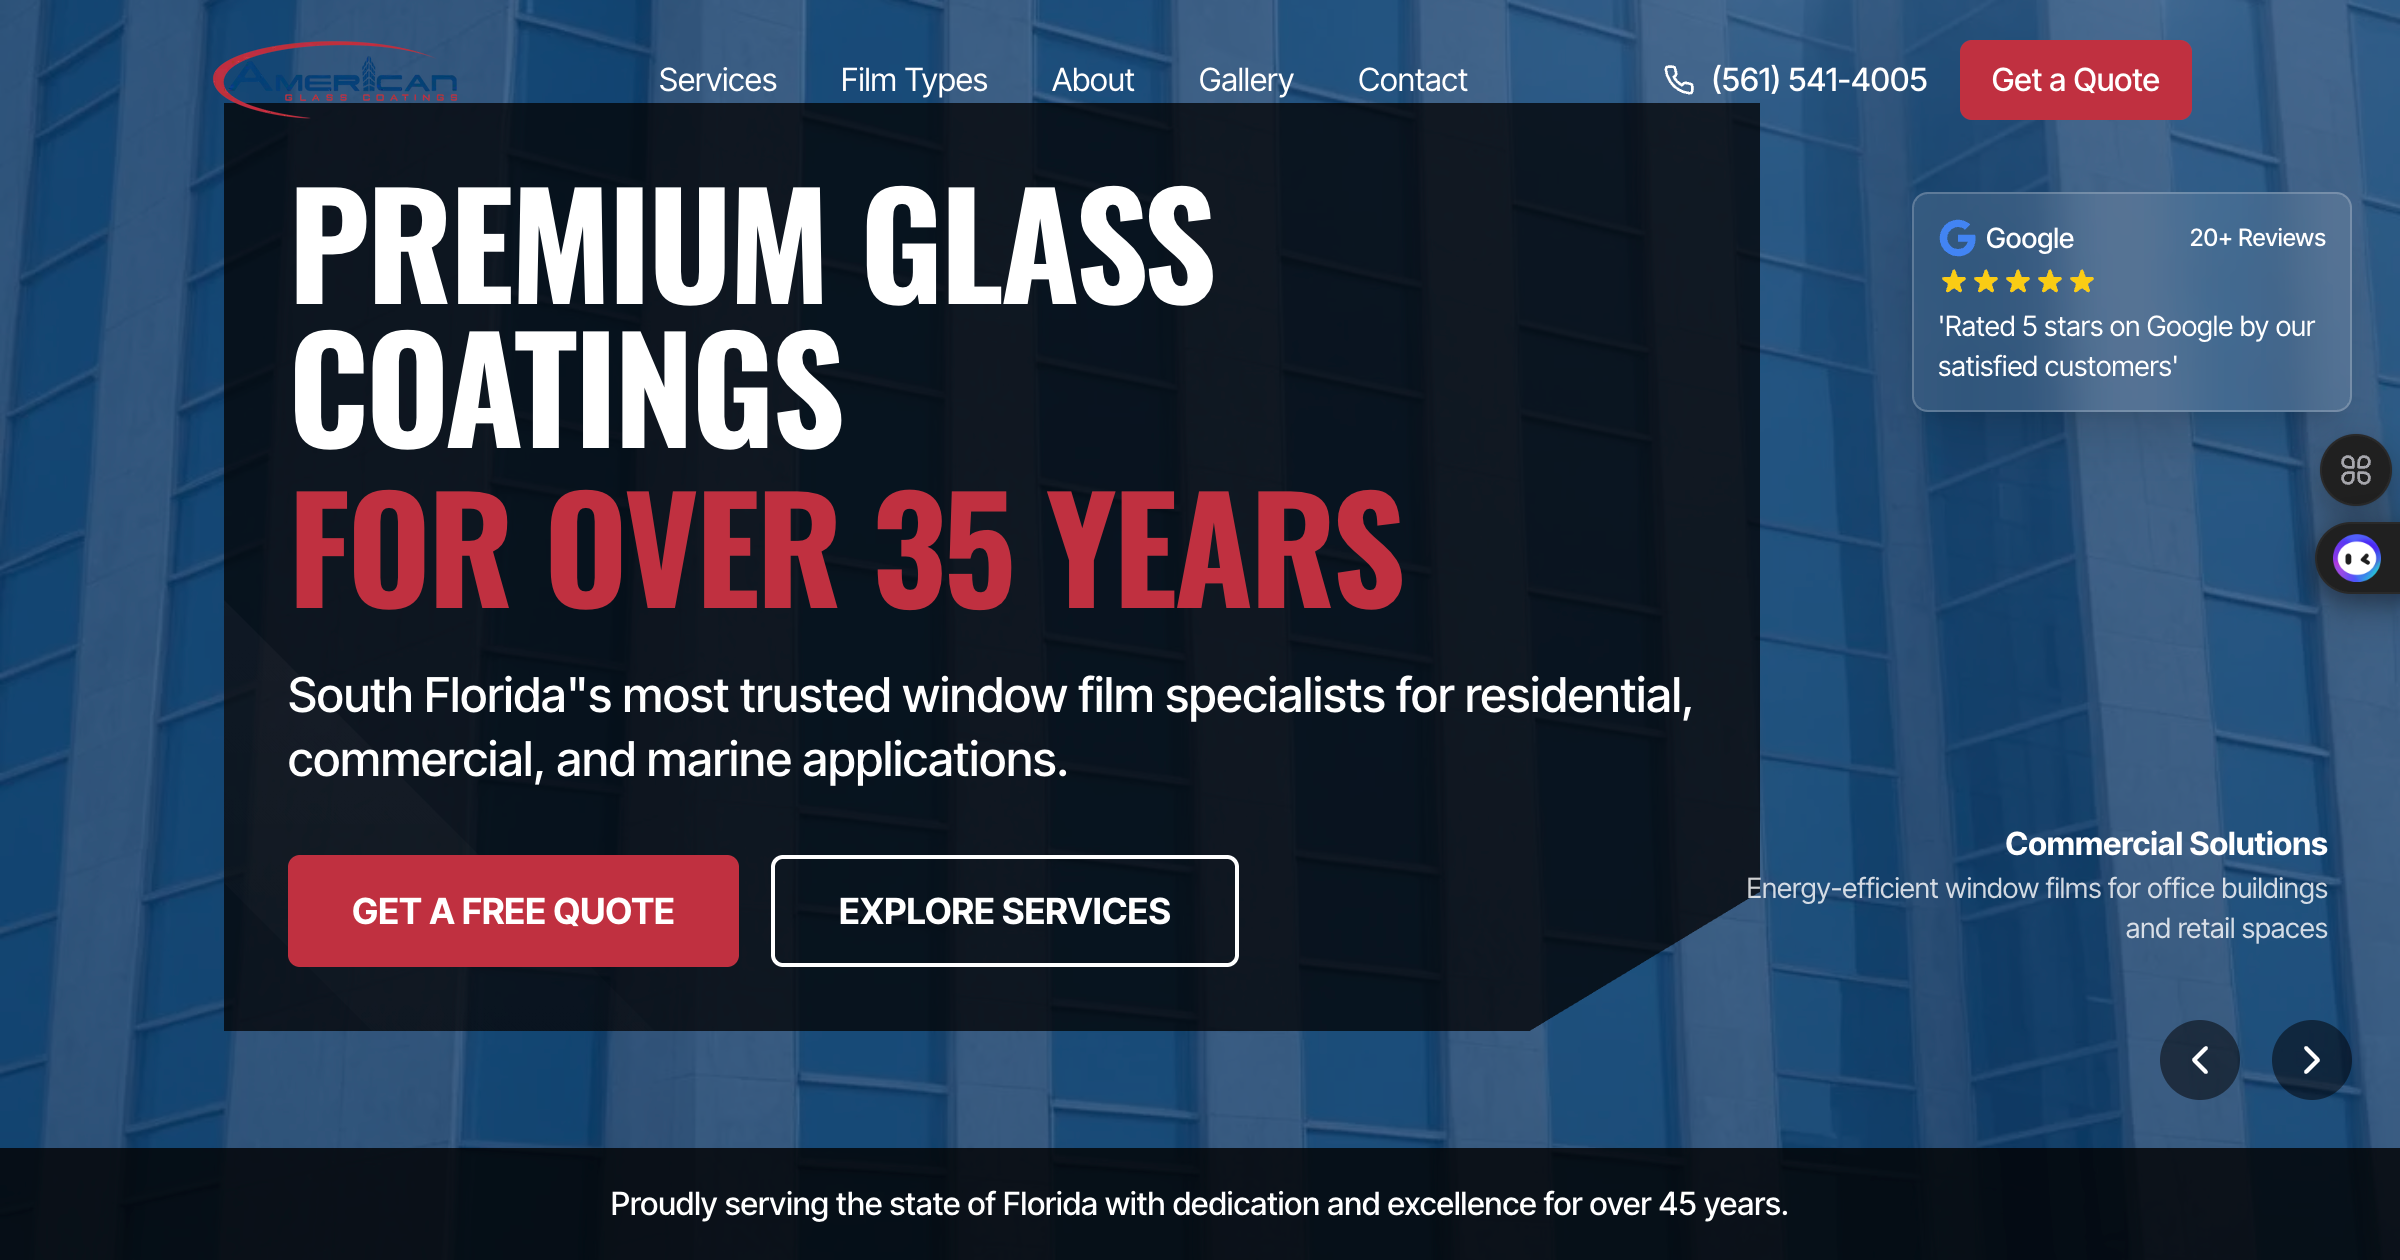 AMERICAN
GLASS COATINGS
Services
Film Types
About
Gallery
Contact
(561) 541-4005
Get a Quote
PREMIUM GLASS
COATINGS
FOR OVER 35 YEARS
South Florida"s most trusted window film specialists for residential,
commercial, and marine applications.
GET A FREE QUOTE
EXPLORE SERVICES
Google
20+ Reviews
'Rated 5 stars on Google by our
satisfied customers'
Commercial Solutions
Energy-efficient window films for office buildings
and retail spaces
Proudly serving the state of Florida with dedication and excellence for over 45 years.